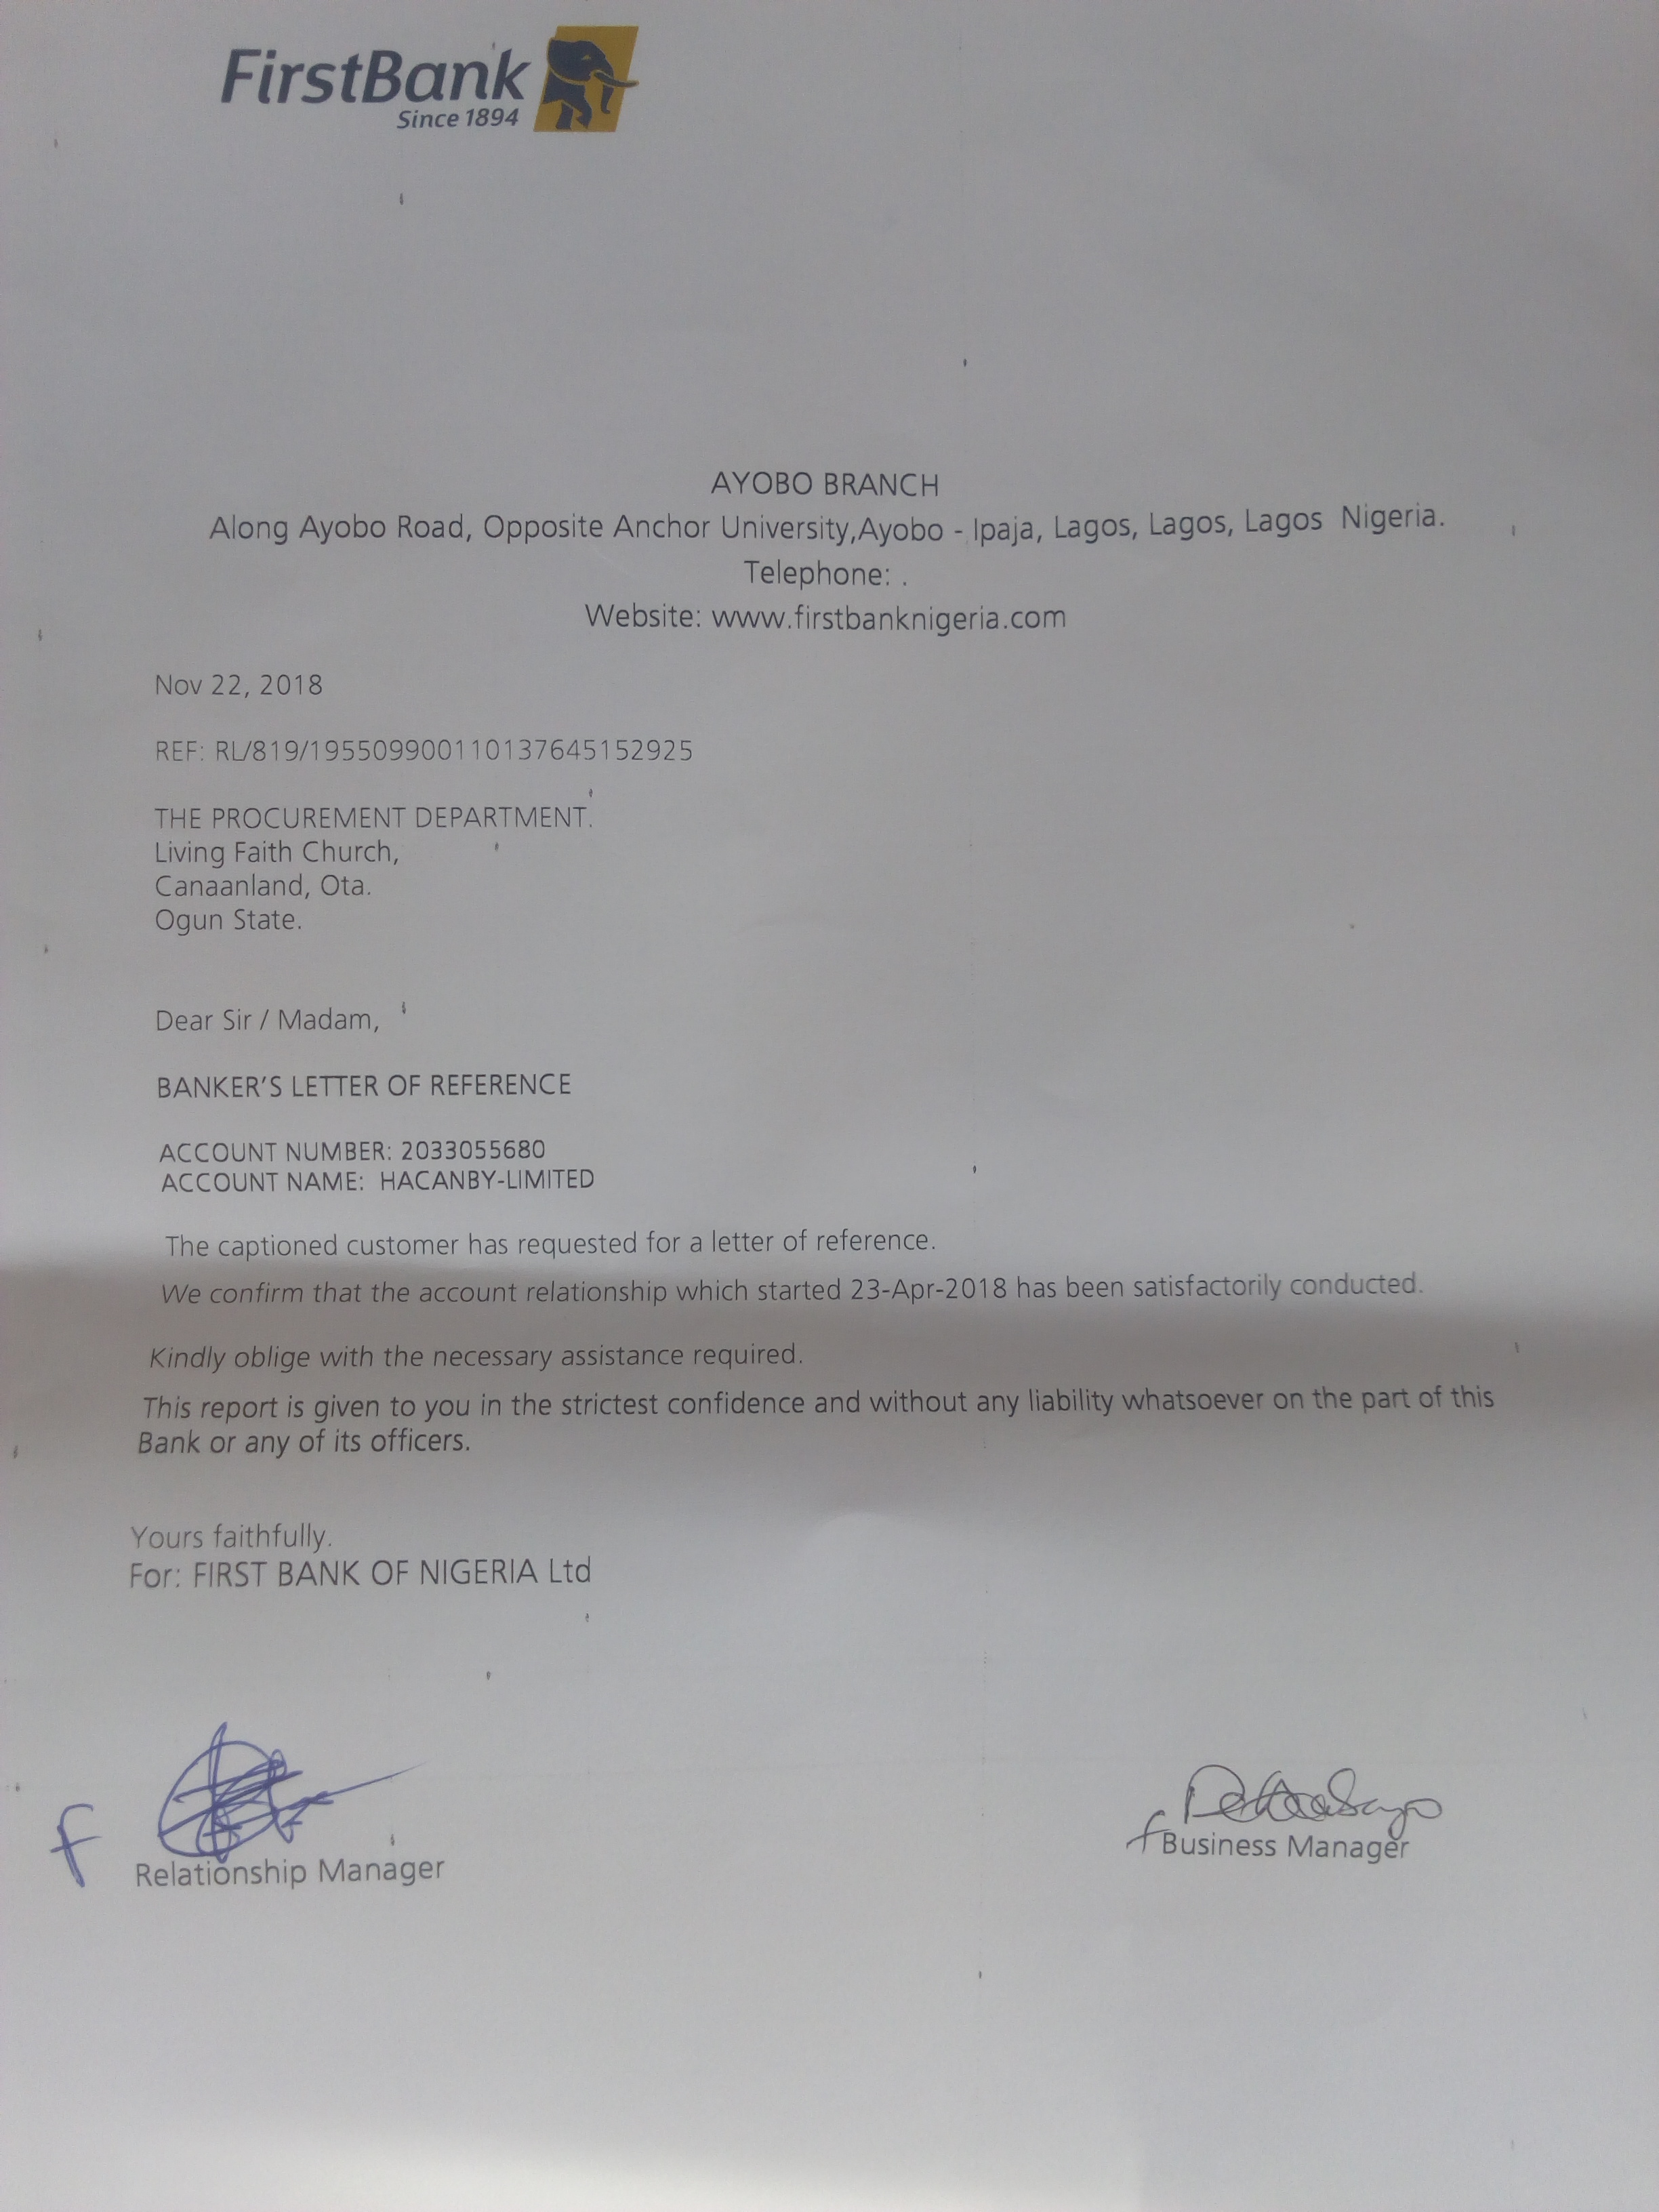 FirstBank
Since 1894
AYOBO BRANCH
Along Ayobo Road, Opposite Anchor University,Ayobo - Ipaja, Lagos, Lagos, Lagos Nigeria.
Telephone: .
Website: www.firstbanknigeria.com
Nov 22, 2018
REF: RL/819/195509900110137645152925
THE PROCUREMENT DEPARTMENT.
Living Faith Church,
Canaanland, Ota.
Ogun State.
Dear Sir / Madam,
BANKER'S LETTER OF REFERENCE
ACCOUNT NUMBER: 2033055680
ACCOUNT NAME: HACANBY-LIMITED
The captioned customer has requested for a letter of reference.
We confirm that the account relationship which started 23-Apr-2018 has been satisfactorily conducted.
Kindly oblige with the necessary assistance required.
This report is given to you in the strictest confidence and without any liability whatsoever on the part of this
Bank or any of its officers.
Yours faithfully.
For: FIRST BANK OF NIGERIA Ltd
f
Relationship Manager
f Business Manager